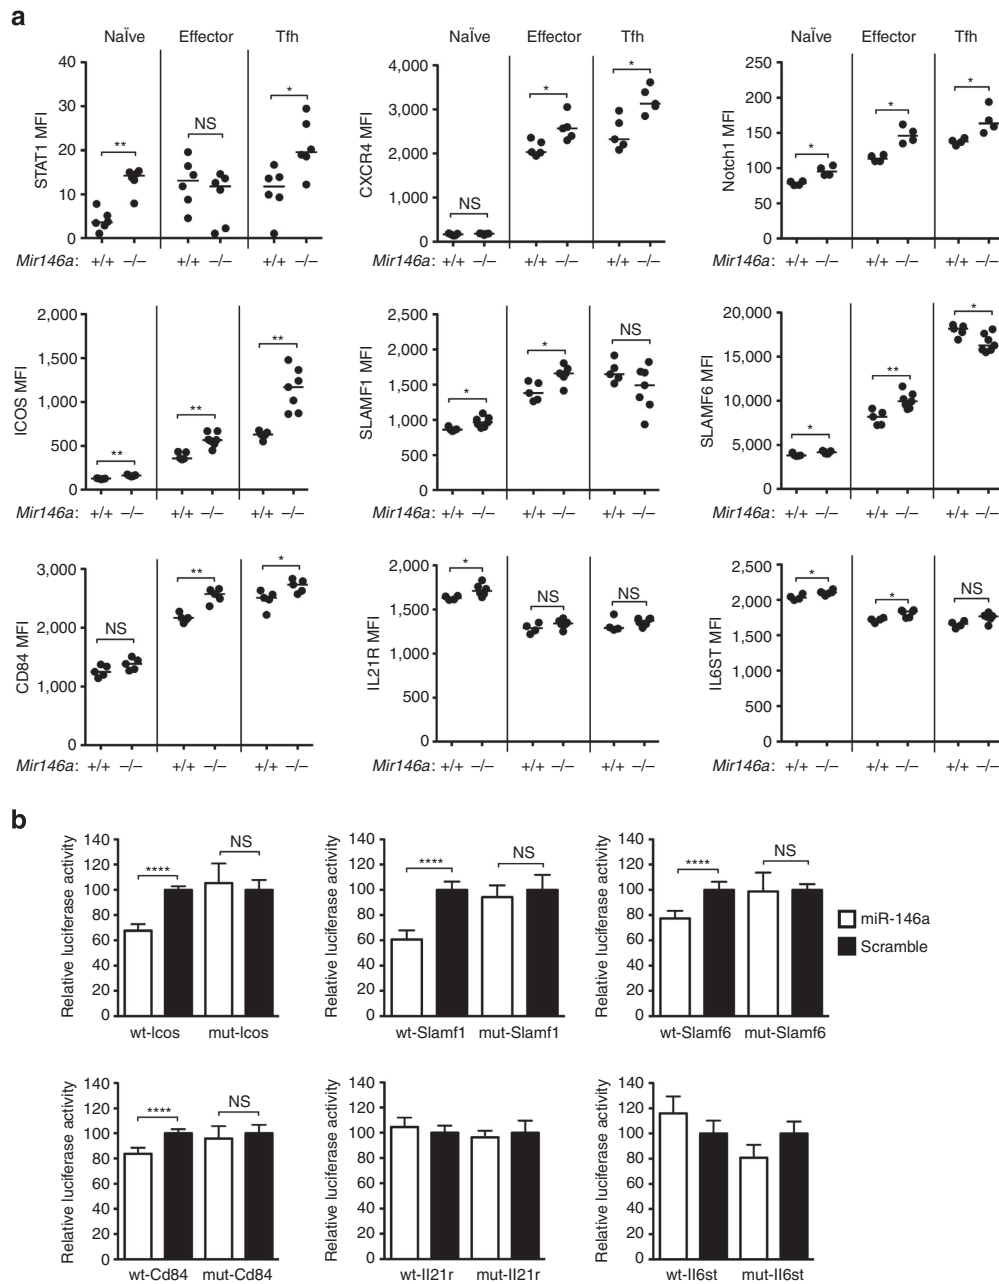 a
NaÏve Effector Tfh
STAT1 MFI
40
30
20
10
0
** NS *
Mir146a: +/+ –/– +/+ –/– +/+ –/–
NaÏve Effector Tfh
CXCR4 MFI
4,000
3,000
2,000
1,000
0
NS * *
Mir146a: +/+ –/– +/+ –/– +/+ –/–
NaÏve Effector Tfh
Notch1 MFI
250
200
150
100
50
0
* * *
Mir146a: +/+ –/– +/+ –/– +/+ –/–
ICOS MFI
2,000
1,500
1,000
500
0
** ** **
Mir146a: +/+ –/– +/+ –/– +/+ –/–
SLAMF1 MFI
2,500
2,000
1,500
1,000
500
0
* * NS
Mir146a: +/+ –/– +/+ –/– +/+ –/–
SLAMF6 MFI
20,000
15,000
10,000
5,000
0
* ** *
Mir146a: +/+ –/– +/+ –/– +/+ –/–
CD84 MFI
3,000
2,000
1,000
0
NS ** *
Mir146a: +/+ –/– +/+ –/– +/+ –/–
IL21R MFI
2,000
1,500
1,000
500
0
* NS NS
Mir146a: +/+ –/– +/+ –/– +/+ –/–
IL6ST MFI
2,500
2,000
1,500
1,000
500
0
* * NS
Mir146a: +/+ –/– +/+ –/– +/+ –/–
b
Relative luciferase activity
140
120
100
80
60
40
20
0
**** NS
wt-Icos mut-Icos
Relative luciferase activity
140
120
100
80
60
40
20
0
**** NS
wt-Slamf1 mut-Slamf1
Relative luciferase activity
140
120
100
80
60
40
20
0
**** NS
wt-Slamf6 mut-Slamf6
miR-146a
Scramble
Relative luciferase activity
140
120
100
80
60
40
20
0
**** NS
wt-Cd84 mut-Cd84
Relative luciferase activity
140
120
100
80
60
40
20
0
wt-Il21r mut-Il21r
Relative luciferase activity
140
120
100
80
60
40
20
0
wt-Il6st mut-Il6st